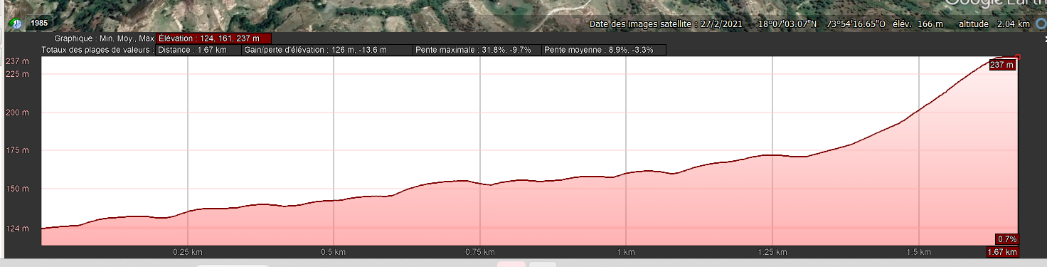 Google Earth
1985
Date des images satellite : 27/2/2021 18°07'03.07"N 73°54'16.65"O élév. 166 m altitude 2.04 km
Graphique : Min. Moy., Max Élévation : 124, 161, 237 m
Totaux des plages de valeurs : Distance : 1.67 km Gain/perte d'élévation : 126 m, -13.6 m Pente maximale : 31.8%, -9.7% Pente moyenne : 8.9%, -3.3%
237 m
237 m
225 m
200 m
175 m
150 m
124 m
0.7%
0.25 km 0.5 km 0.75 km 1 km 1.25 km 1.5 km 1.67 km